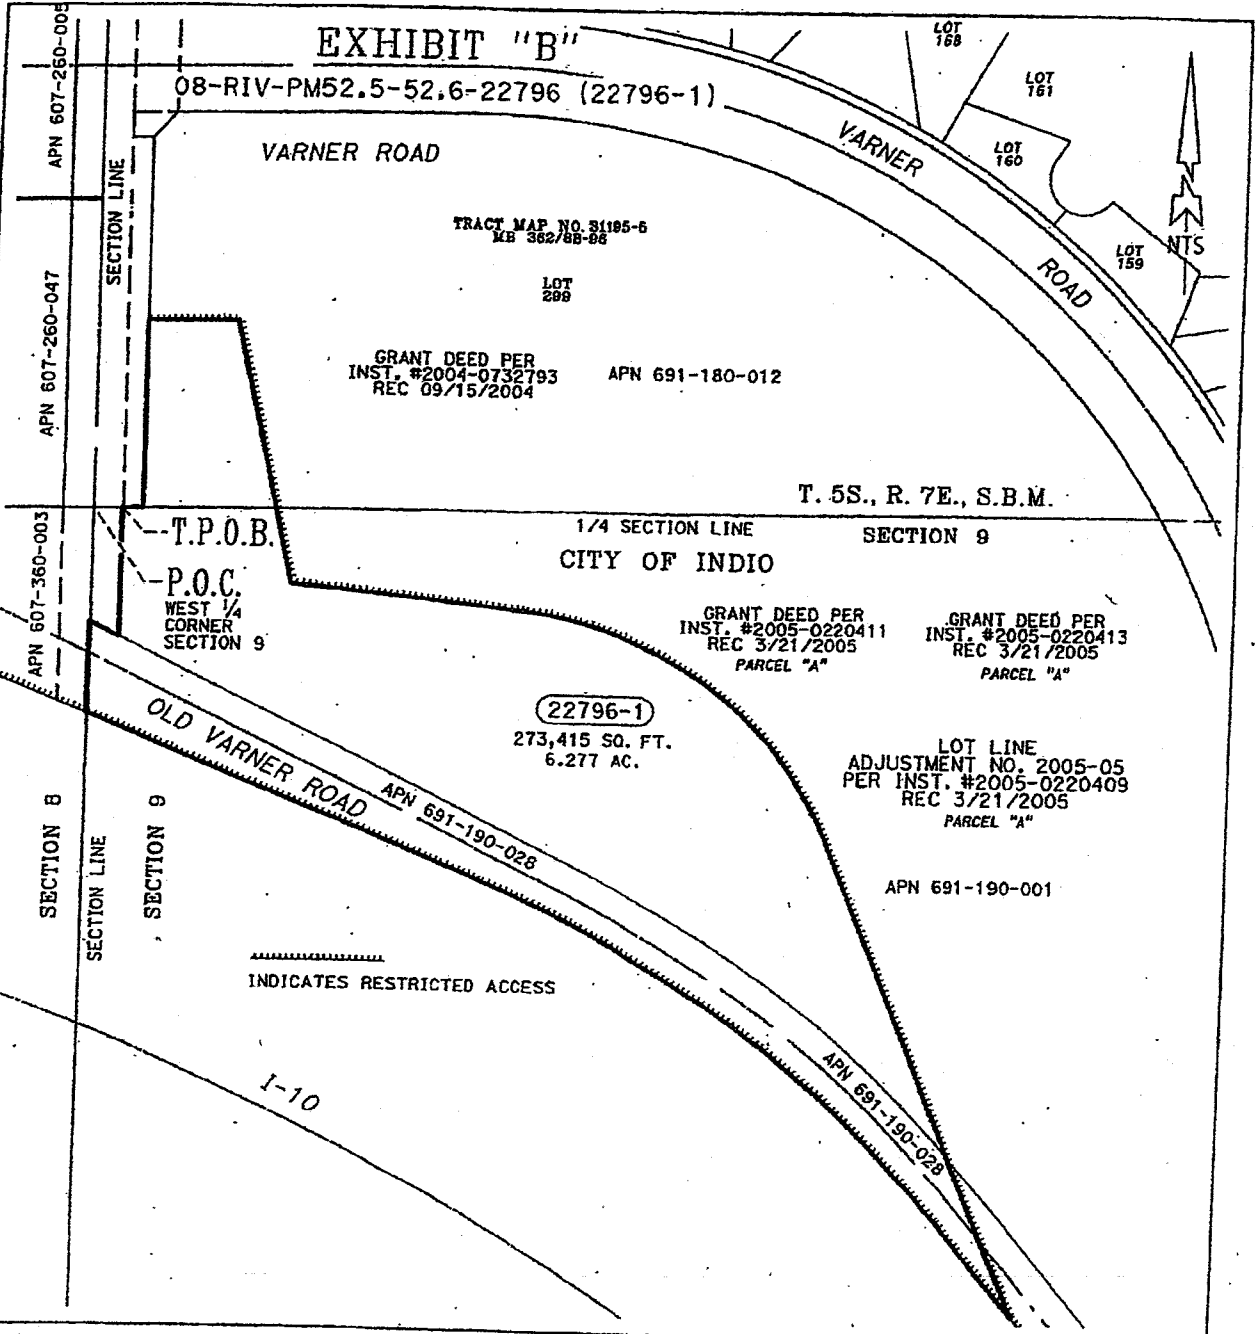 EXHIBIT "B"
08-RIV-PM52.5-52.6-22796 (22796-1)
APN 607-260-005
SECTION LINE
VARNER ROAD
VARNER
ROAD
LOT
168
LOT
161
LOT
160
LOT
159
N
NTS
TRACT MAP NO. 31195-5
MB 362/88-96
LOT
299
APN 607-260-047
GRANT DEED PER
INST. #2004-0732793
REC 09/15/2004
APN 691-180-012
T. 5S., R. 7E., S.B.M.
1/4 SECTION LINE
SECTION 9
CITY OF INDIO
T.P.O.B.
P.O.C.
WEST 1/4
CORNER
SECTION 9
APN 607-360-003
GRANT DEED PER
INST. #2005-0220411
REC 3/21/2005
PARCEL "A"
GRANT DEED PER
INST. #2005-0220413
REC 3/21/2005
PARCEL "A"
22796-1
273,415 SQ. FT.
6.277 AC.
OLD VARNER ROAD
APN 691-190-028
LOT LINE
ADJUSTMENT NO. 2005-05
PER INST. #2005-0220409
REC 3/21/2005
PARCEL "A"
APN 691-190-001
SECTION 8
SECTION LINE
SECTION 9
INDICATES RESTRICTED ACCESS
I-10
APN 691-190-028